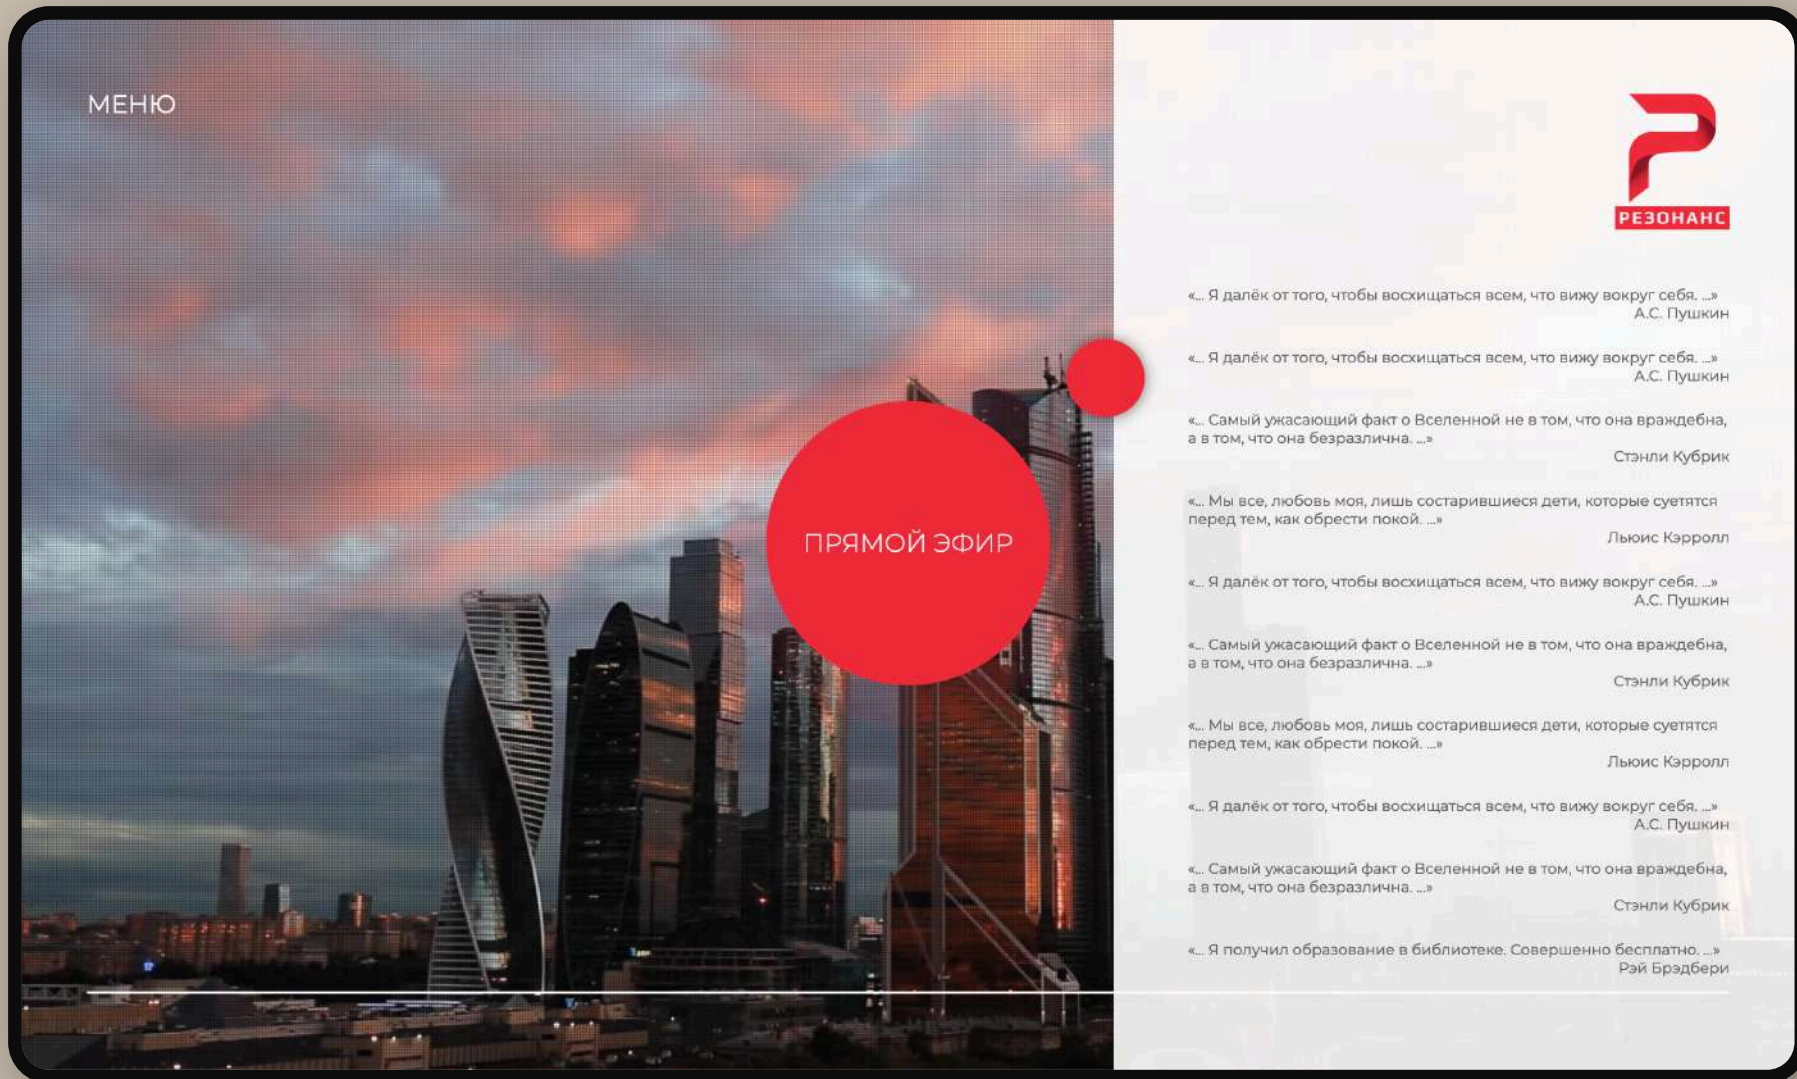 МЕНЮ
ПРЯМОЙ ЭФИР
РЕЗОНАНС
«... Я далёк от того, чтобы восхищаться всем, что вижу вокруг себя. ...»
А.С. Пушкин
«... Я далёк от того, чтобы восхищаться всем, что вижу вокруг себя. ...»
А.С. Пушкин
«... Самый ужасающий факт о Вселенной не в том, что она враждебна,
а в том, что она безразлична. ...»
Стэнли Кубрик
«... Мы все, любовь моя, лишь состарившиеся дети, которые суетятся
перед тем, как обрести покой. ...»
Льюис Кэрролл
«... Я далёк от того, чтобы восхищаться всем, что вижу вокруг себя. ...»
А.С. Пушкин
«... Самый ужасающий факт о Вселенной не в том, что она враждебна,
а в том, что она безразлична. ...»
Стэнли Кубрик
«... Мы все, любовь моя, лишь состарившиеся дети, которые суетятся
перед тем, как обрести покой. ...»
Льюис Кэрролл
«... Я далёк от того, чтобы восхищаться всем, что вижу вокруг себя. ...»
А.С. Пушкин
«... Самый ужасающий факт о Вселенной не в том, что она враждебна,
а в том, что она безразлична. ...»
Стэнли Кубрик
«... Я получил образование в библиотеке. Совершенно бесплатно. ...»
Рэй Брэдбери